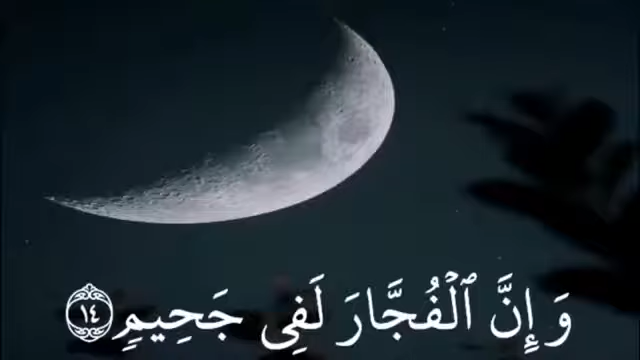 وَإِنَّ ٱلْفُجَّارَ لَفِى جَحِيمٍ ١٤